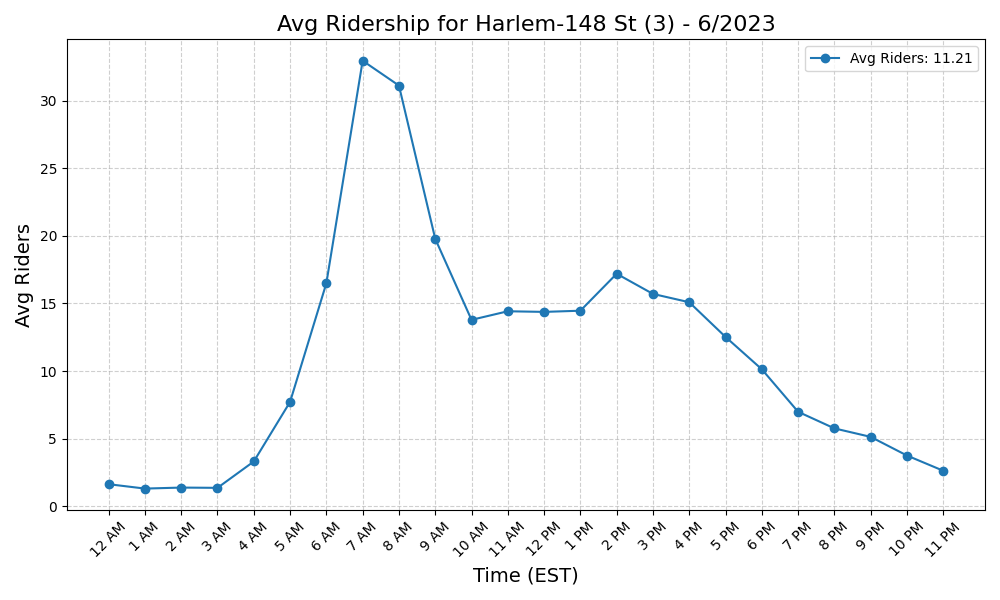 Avg Ridership for Harlem-148 St (3) - 6/2023
Avg Riders: 11.21
Avg Riders
30
25
20
15
10
5
0
12 AM
1 AM
2 AM
3 AM
4 AM
5 AM
6 AM
7 AM
8 AM
9 AM
10 AM
11 AM
12 PM
1 PM
2 PM
3 PM
4 PM
5 PM
6 PM
7 PM
8 PM
9 PM
10 PM
11 PM
Time (EST)